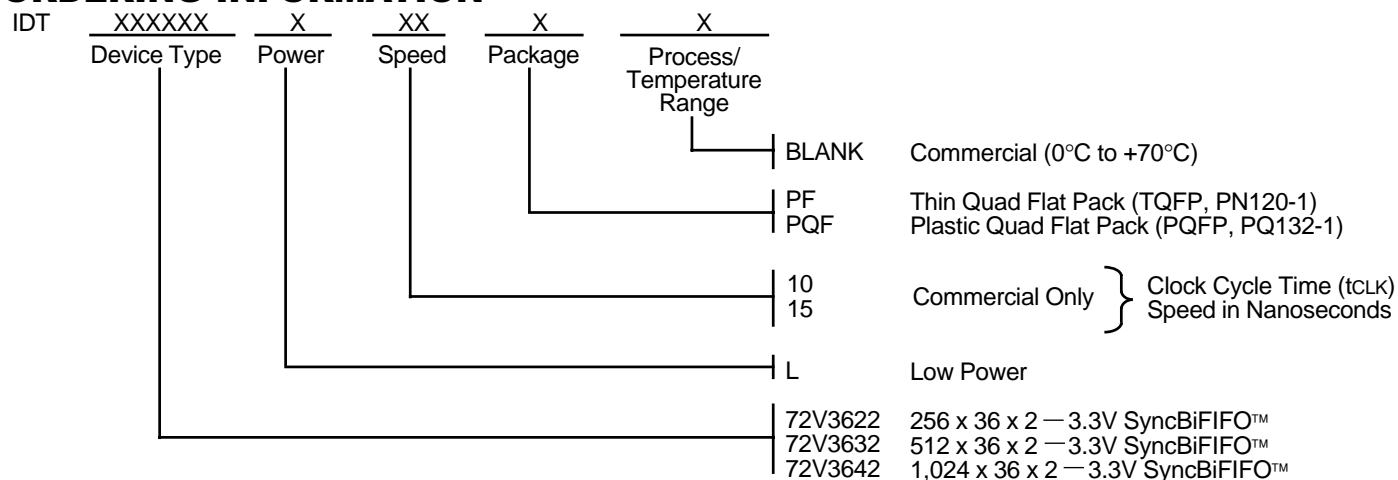 ORDERING INFORMATION
IDT XXXXXX X XX X X
Device Type Power Speed Package Process/
Temperature
Range
BLANK Commercial (0°C to +70°C)
PF Thin Quad Flat Pack (TQFP, PN120-1)
PQF Plastic Quad Flat Pack (PQFP, PQ132-1)
10
15
Commercial Only
Clock Cycle Time (tCLK)
Speed in Nanoseconds
L Low Power
72V3622 256 x 36 x 2 — 3.3V SyncBiFIFO™
72V3632 512 x 36 x 2 — 3.3V SyncBiFIFO™
72V3642 1,024 x 36 x 2 — 3.3V SyncBiFIFO™